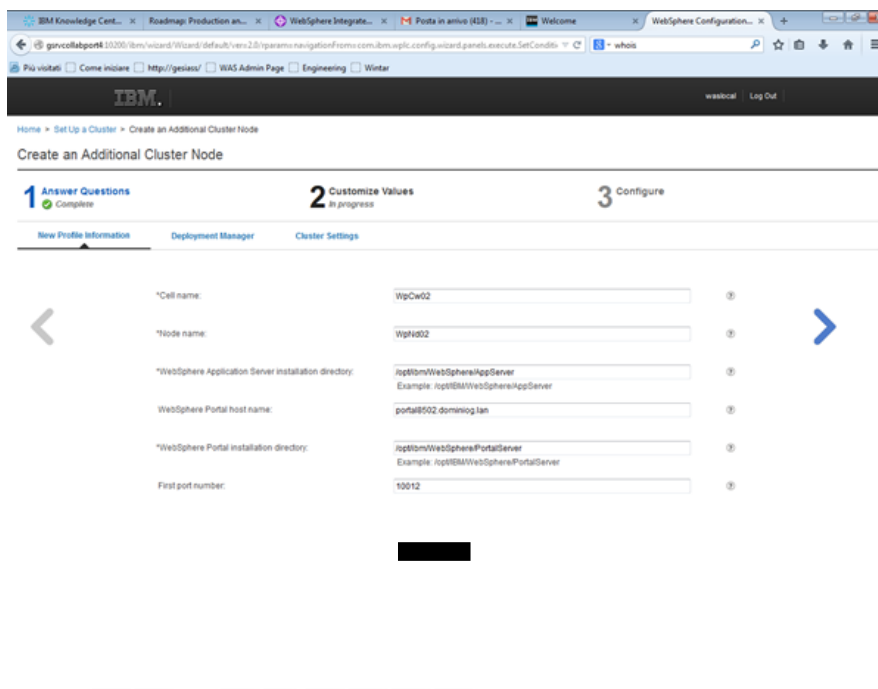 IBM Knowledge Cent... × Roadmap: Production an... × WebSphere Integrate... × Posta in arrivo (418) - ... × Welcome × WebSphere Configuration... × +
gsrvcollabport4:10200/ibm/wizard/Wizard/default/ver=2.0/?params=navigationFrom=com.ibm.wplc.config.wizard.panels.execute.SetConditi 8 - whois
Più visitati Come iniziare http://gesiass/ WAS Admin Page Engineering Wintar
IBM. waslocal Log Out
Home > Set Up a Cluster > Create an Additional Cluster Node
Create an Additional Cluster Node
1 Answer Questions 2 Customize Values 3 Configure
Complete In progress
New Profile Information Deployment Manager Cluster Settings
*Cell name: WpCw02 ?
*Node name: WpNd02 ?
*WebSphere Application Server installation directory: /opt/ibm/WebSphere/AppServer ?
Example: /opt/IBM/WebSphere/AppServer
WebSphere Portal host name: portal8502.dominiog.lan ?
*WebSphere Portal installation directory: /opt/ibm/WebSphere/PortalServer ?
Example: /opt/IBM/WebSphere/PortalServer
First port number: 10012 ?